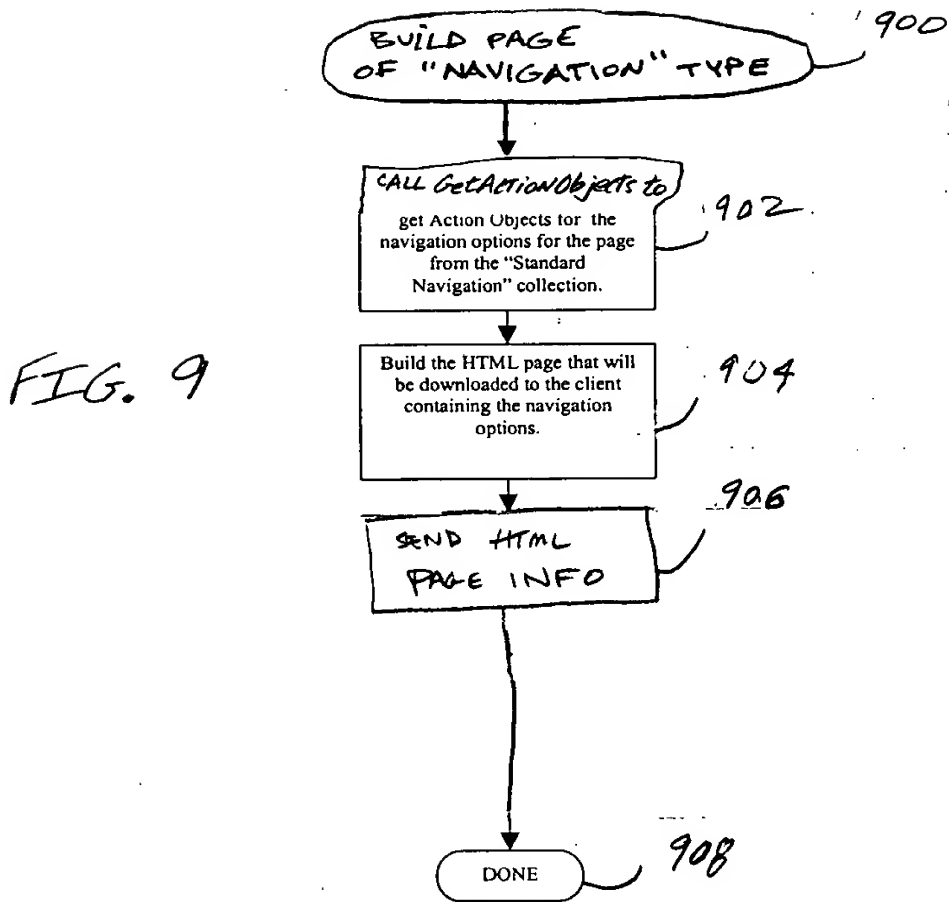 BUILD PAGE
OF "NAVIGATION" TYPE
900
CALL GetActionObjects to
get Action Objects for the
navigation options for the page
from the "Standard
Navigation" collection.
902
Build the HTML page that will
be downloaded to the client
containing the navigation
options.
904
FIG. 9
SEND HTML
PAGE INFO
906
DONE
908